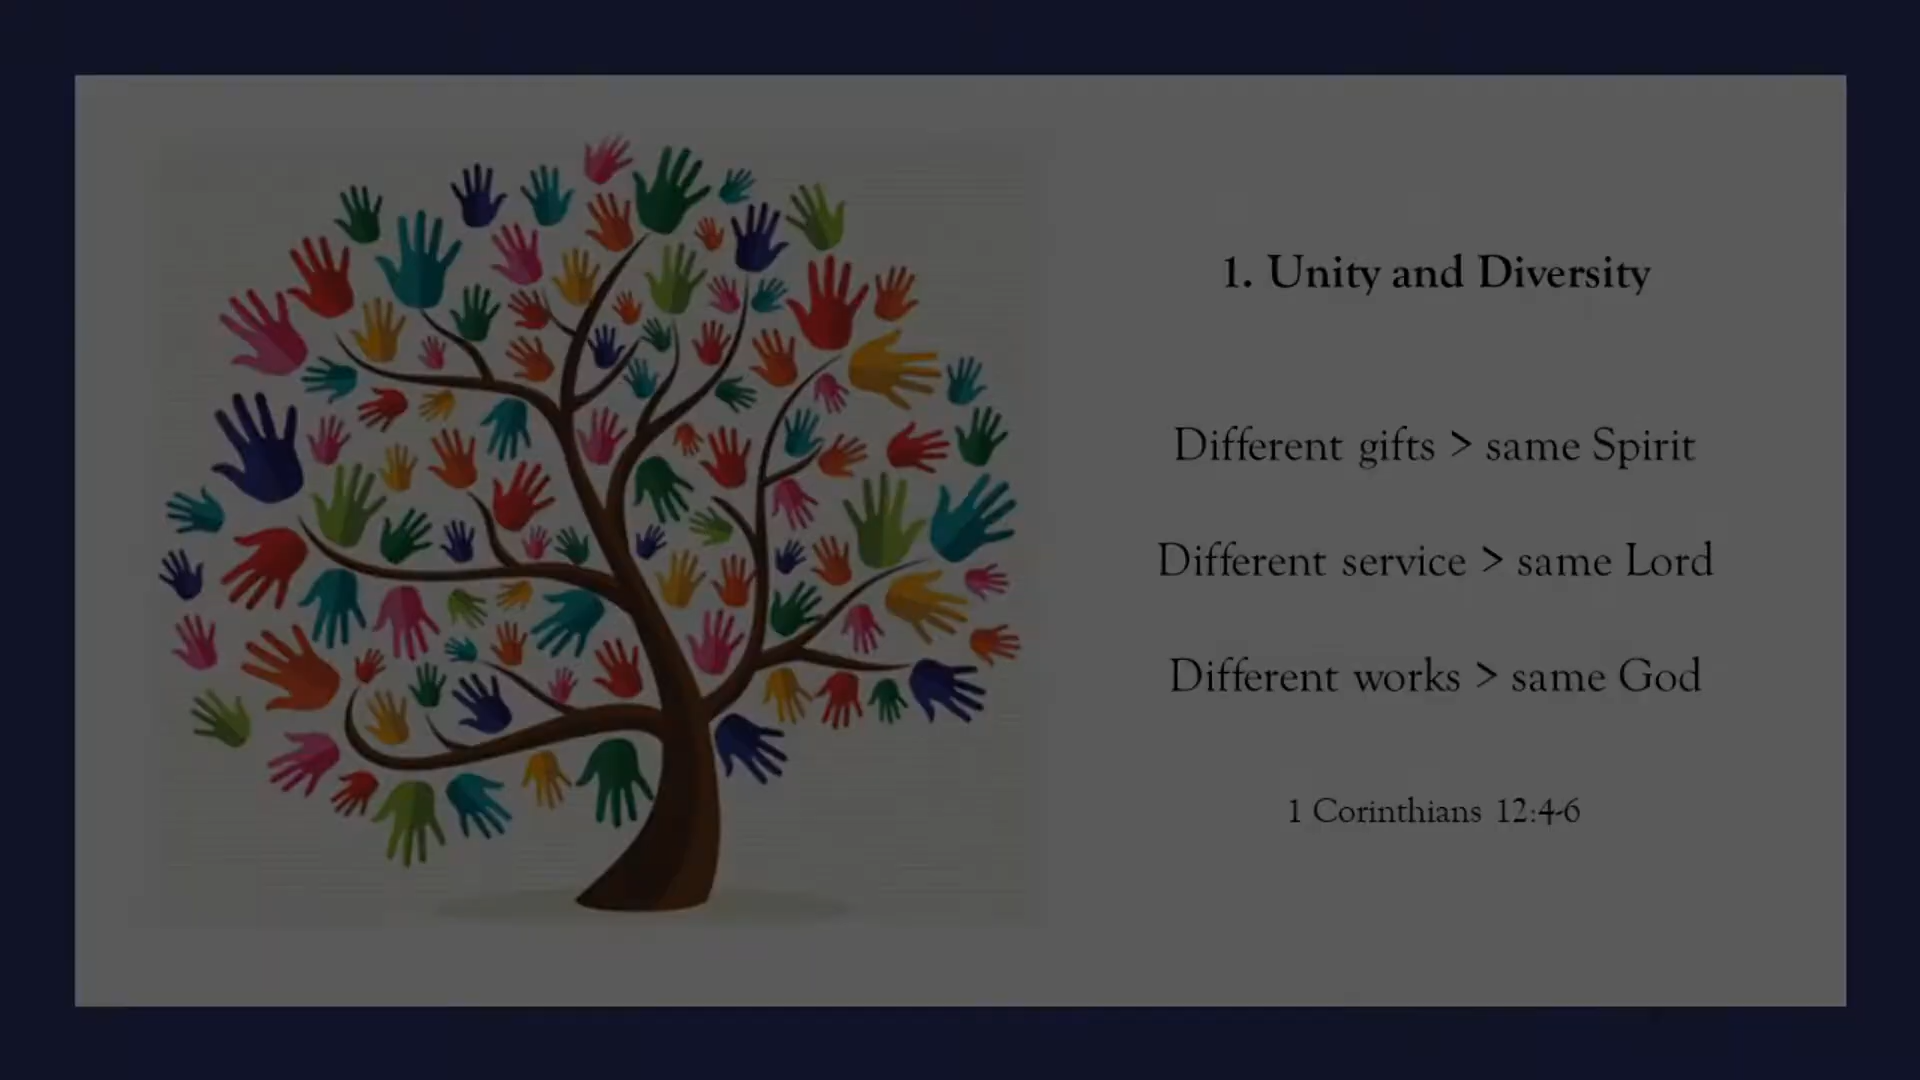 1. Unity and Diversity
Different gifts > same Spirit
Different service > same Lord
Different works > same God
1 Corinthians 12:4-6